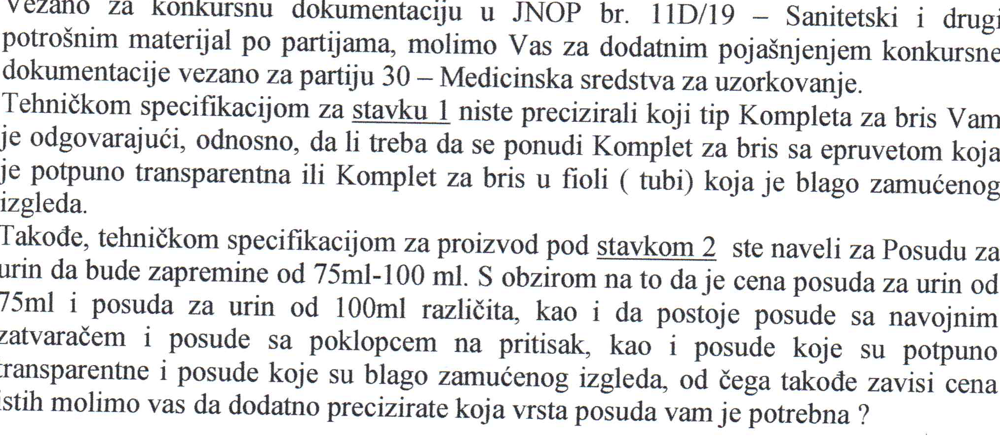 Vezano za konkursnu dokumentaciju u JNOP br. 11D/19 – Sanitetski i drugi
potrošnim materijal po partijama, molimo Vas za dodatnim pojašnjenjem konkursne
dokumentacije vezano za partiju 30 – Medicinska sredstva za uzorkovanje.
Tehničkom specifikacijom za stavku 1 niste precizirali koji tip Kompleta za bris Vam
je odgovarajući, odnosno, da li treba da se ponudi Komplet za bris sa epruvetom koja
je potpuno transparentna ili Komplet za bris u fioli ( tubi) koja je blago zamućenog
izgleda.
Takođe, tehničkom specifikacijom za proizvod pod stavkom 2 ste naveli za Posudu za
urin da bude zapremine od 75ml-100 ml. S obzirom na to da je cena posuda za urin od
75ml i posuda za urin od 100ml različita, kao i da postoje posude sa navojnim
zatvaračem i posude sa poklopcem na pritisak, kao i posude koje su potpuno
transparentne i posude koje su blago zamućenog izgleda, od čega takođe zavisi cena
istih molimo vas da dodatno precizirate koja vrsta posuda vam je potrebna ?